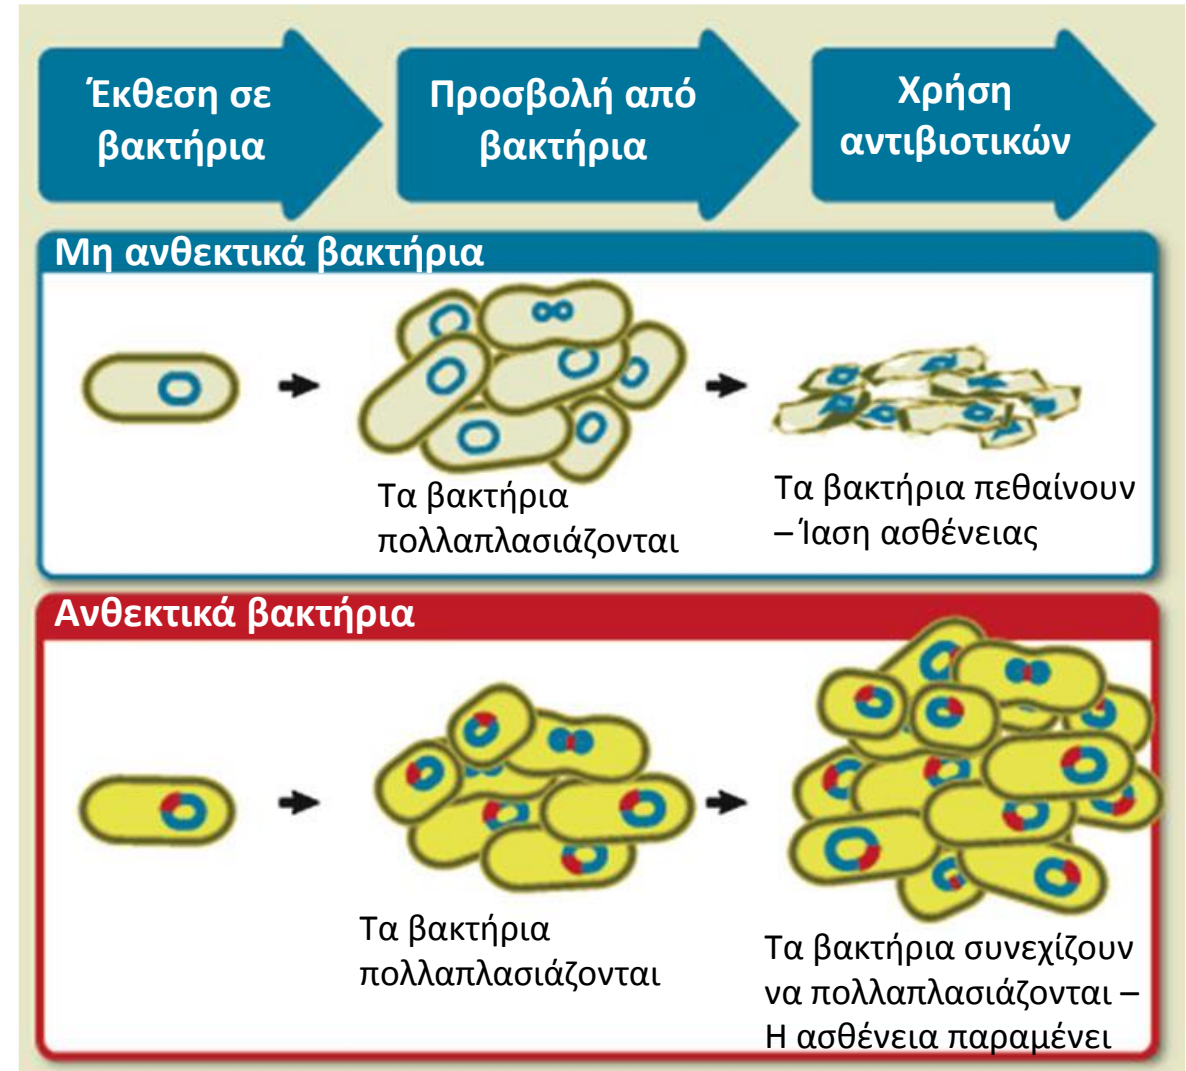 Έκθεση σε
βακτήρια
Προσβολή από
βακτήρια
Χρήση
αντιβιοτικών
Μη ανθεκτικά βακτήρια
Τα βακτήρια
πολλαπλασιάζονται
Τα βακτήρια πεθαίνουν
– Ίαση ασθένειας
Ανθεκτικά βακτήρια
Τα βακτήρια
πολλαπλασιάζονται
Τα βακτήρια συνεχίζουν
να πολλαπλασιάζονται –
Η ασθένεια παραμένει